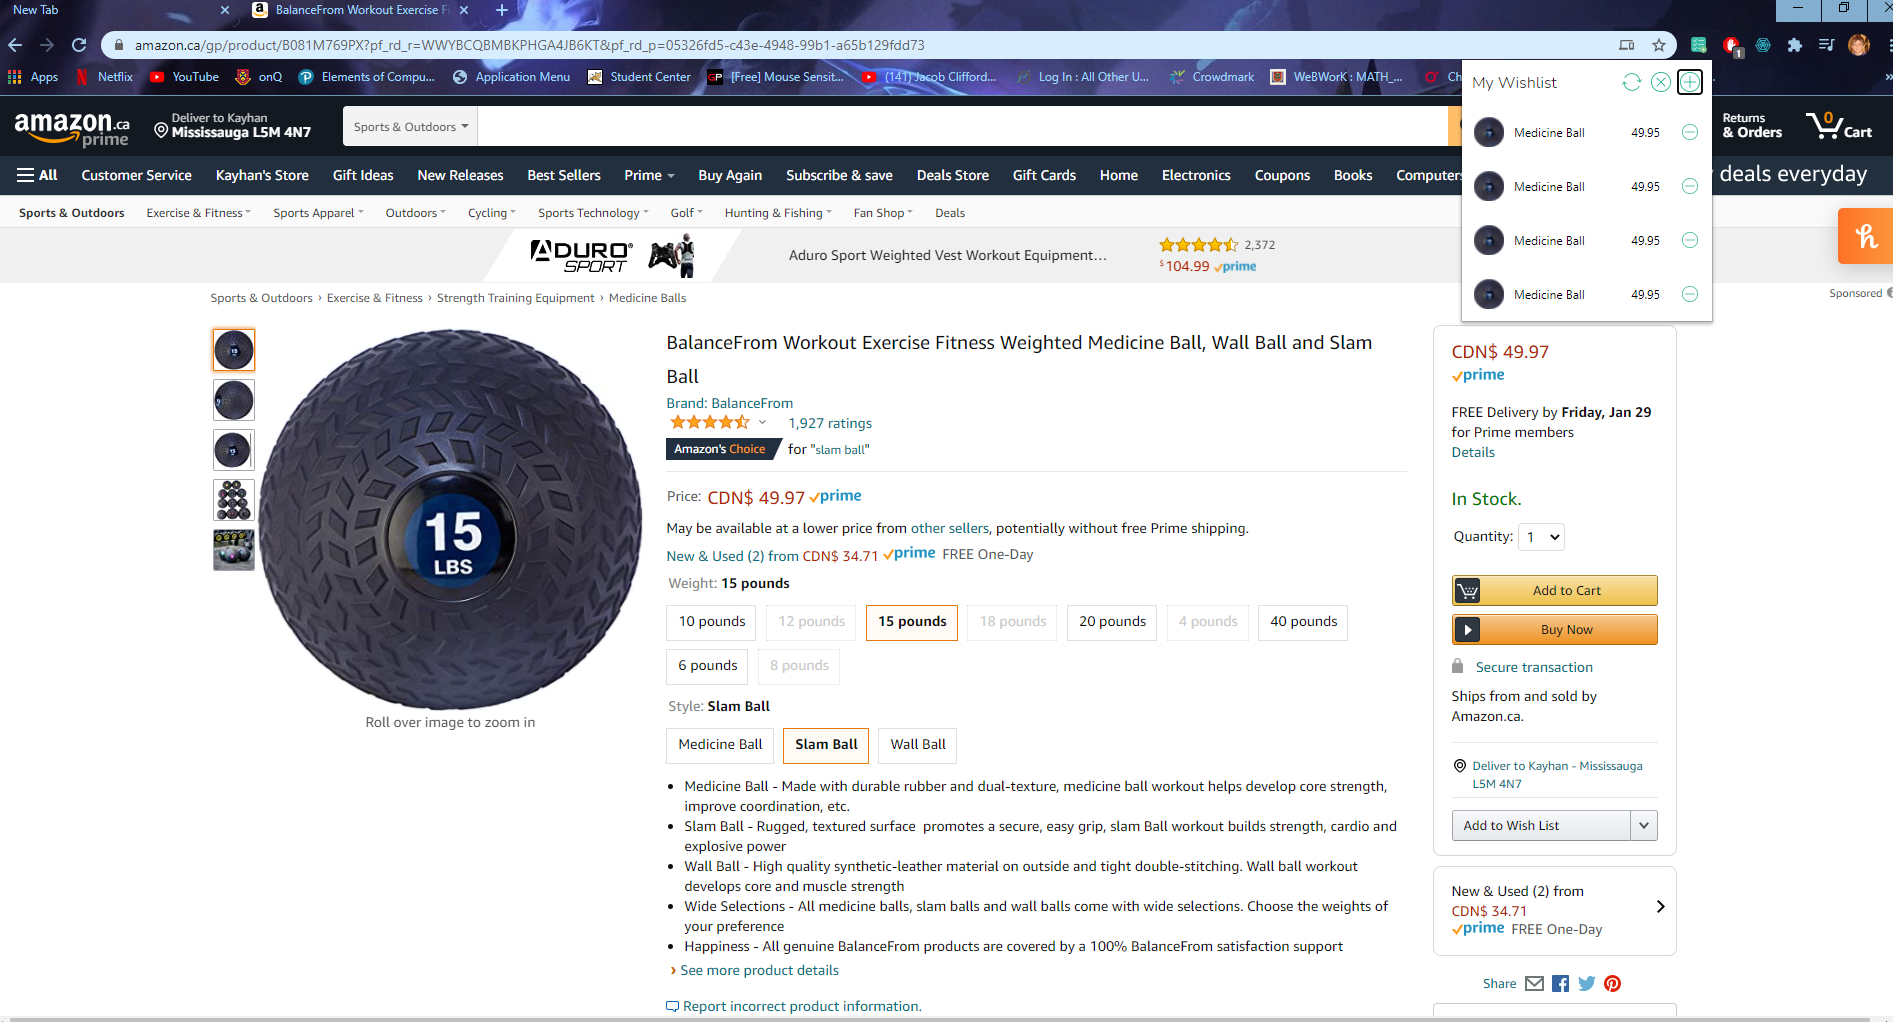 New Tab
BalanceFrom Workout Exercise Fi
amazon.ca/gp/product/B081M769PX?pf_rd_r=WWYBCQBMBKPHGA4JB6KT&pf_rd_p=05326fd5-c43e-4948-99b1-a65b129fdd73
1
Apps Netflix YouTube onQ Elements of Compu... Application Menu Student Center [Free] Mouse Sensit... (141) Jacob Clifford... Log In : All Other U... Crowdmark WeBWorK : MATH_... Ch
My Wishlist
Medicine Ball 49.95
Medicine Ball 49.95
Medicine Ball 49.95
Medicine Ball 49.95
amazon.ca
prime
Deliver to Kayhan
Mississauga L5M 4N7
Sports & Outdoors
Returns
& Orders
0
Cart
All Customer Service Kayhan's Store Gift Ideas New Releases Best Sellers Prime Buy Again Subscribe & save Deals Store Gift Cards Home Electronics Coupons Books Computers
deals everyday
Sports & Outdoors Exercise & Fitness Sports Apparel Outdoors Cycling Sports Technology Golf Hunting & Fishing Fan Shop Deals
ADURO
SPORT
Aduro Sport Weighted Vest Workout Equipment...
2,372
$104.99 prime
h
Sponsored
Sports & Outdoors › Exercise & Fitness › Strength Training Equipment › Medicine Balls
15
LBS
Roll over image to zoom in
BalanceFrom Workout Exercise Fitness Weighted Medicine Ball, Wall Ball and Slam
Ball
Brand: BalanceFrom
1,927 ratings
Amazon's Choice for "slam ball"
Price: CDN$ 49.97 prime
May be available at a lower price from other sellers, potentially without free Prime shipping.
New & Used (2) from CDN$ 34.71 prime FREE One-Day
Weight: 15 pounds
10 pounds 12 pounds 15 pounds 18 pounds 20 pounds 4 pounds 40 pounds
6 pounds 8 pounds
Style: Slam Ball
Medicine Ball Slam Ball Wall Ball
• Medicine Ball - Made with durable rubber and dual-texture, medicine ball workout helps develop core strength,
improve coordination, etc.
• Slam Ball - Rugged, textured surface promotes a secure, easy grip, slam Ball workout builds strength, cardio and
explosive power
• Wall Ball - High quality synthetic-leather material on outside and tight double-stitching. Wall ball workout
develops core and muscle strength
• Wide Selections - All medicine balls, slam balls and wall balls come with wide selections. Choose the weights of
your preference
• Happiness - All genuine BalanceFrom products are covered by a 100% BalanceFrom satisfaction support
› See more product details
Report incorrect product information.
CDN$ 49.97
prime
FREE Delivery by Friday, Jan 29
for Prime members
Details
In Stock.
Quantity: 1
Add to Cart
Buy Now
Secure transaction
Ships from and sold by
Amazon.ca.
Deliver to Kayhan - Mississauga
L5M 4N7
Add to Wish List
New & Used (2) from
CDN$ 34.71
prime FREE One-Day
Share